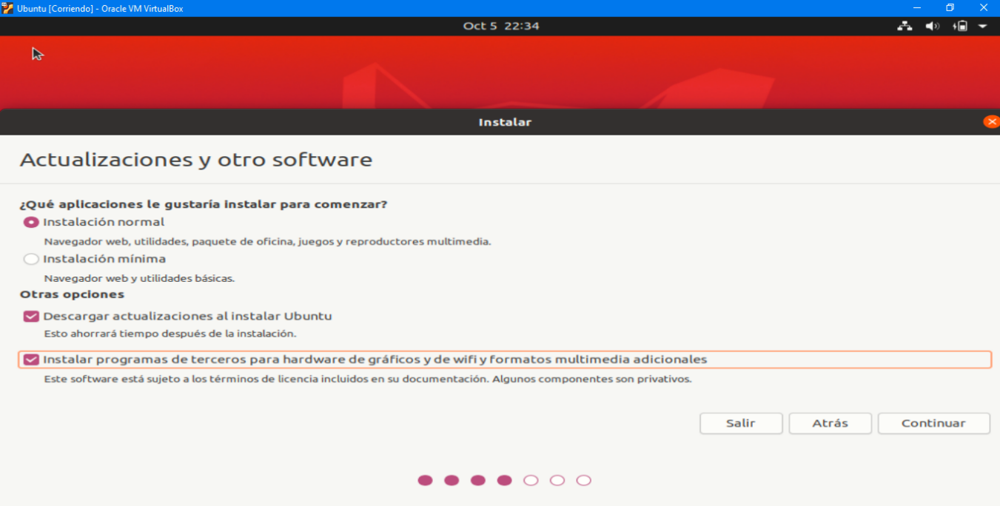 Ubuntu [Corriendo] - Oracle VM VirtualBox
Oct 5 22:34
Instalar
Actualizaciones y otro software
¿Qué aplicaciones le gustaría instalar para comenzar?
Instalación normal
Navegador web, utilidades, paquete de oficina, juegos y reproductores multimedia.
Instalación mínima
Navegador web y utilidades básicas.
Otras opciones
Descargar actualizaciones al instalar Ubuntu
Esto ahorrará tiempo después de la instalación.
Instalar programas de terceros para hardware de gráficos y de wifi y formatos multimedia adicionales
Este software está sujeto a los términos de licencia incluidos en su documentación. Algunos componentes son privativos.
Salir Atrás Continuar